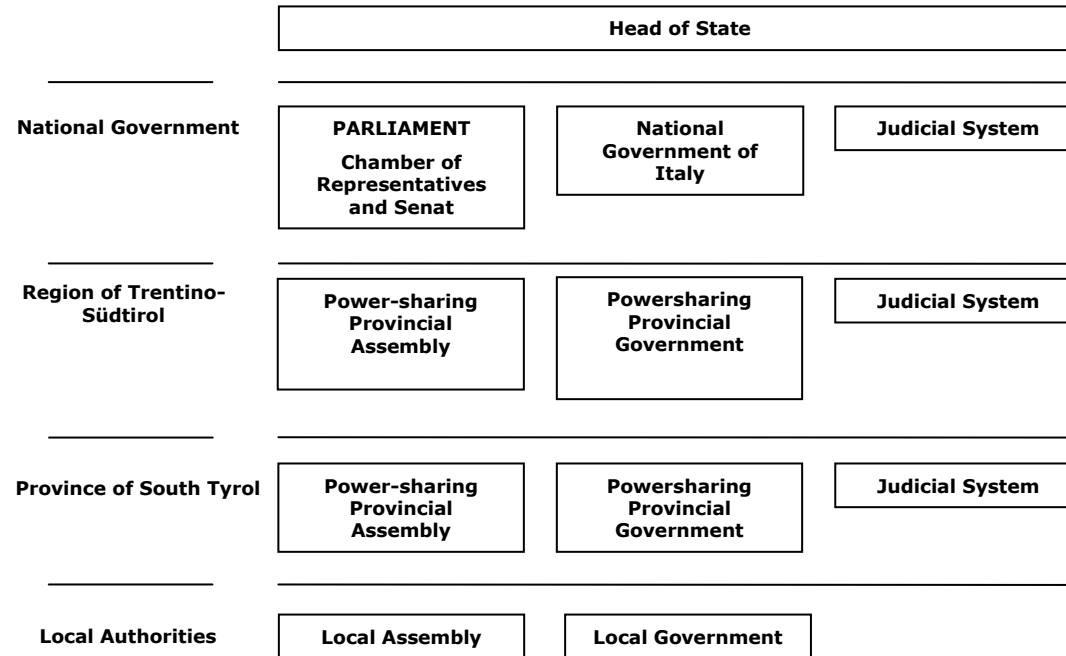 Head of State
National Government
PARLIAMENT
Chamber of
Representatives
and Senat
National
Government of
Italy
Judicial System
Region of Trentino-
Südtirol
Power-sharing
Provincial
Assembly
Powersharing
Provincial
Government
Judicial System
Province of South Tyrol
Power-sharing
Provincial
Assembly
Powersharing
Provincial
Government
Judicial System
Local Authorities
Local Assembly
Local Government